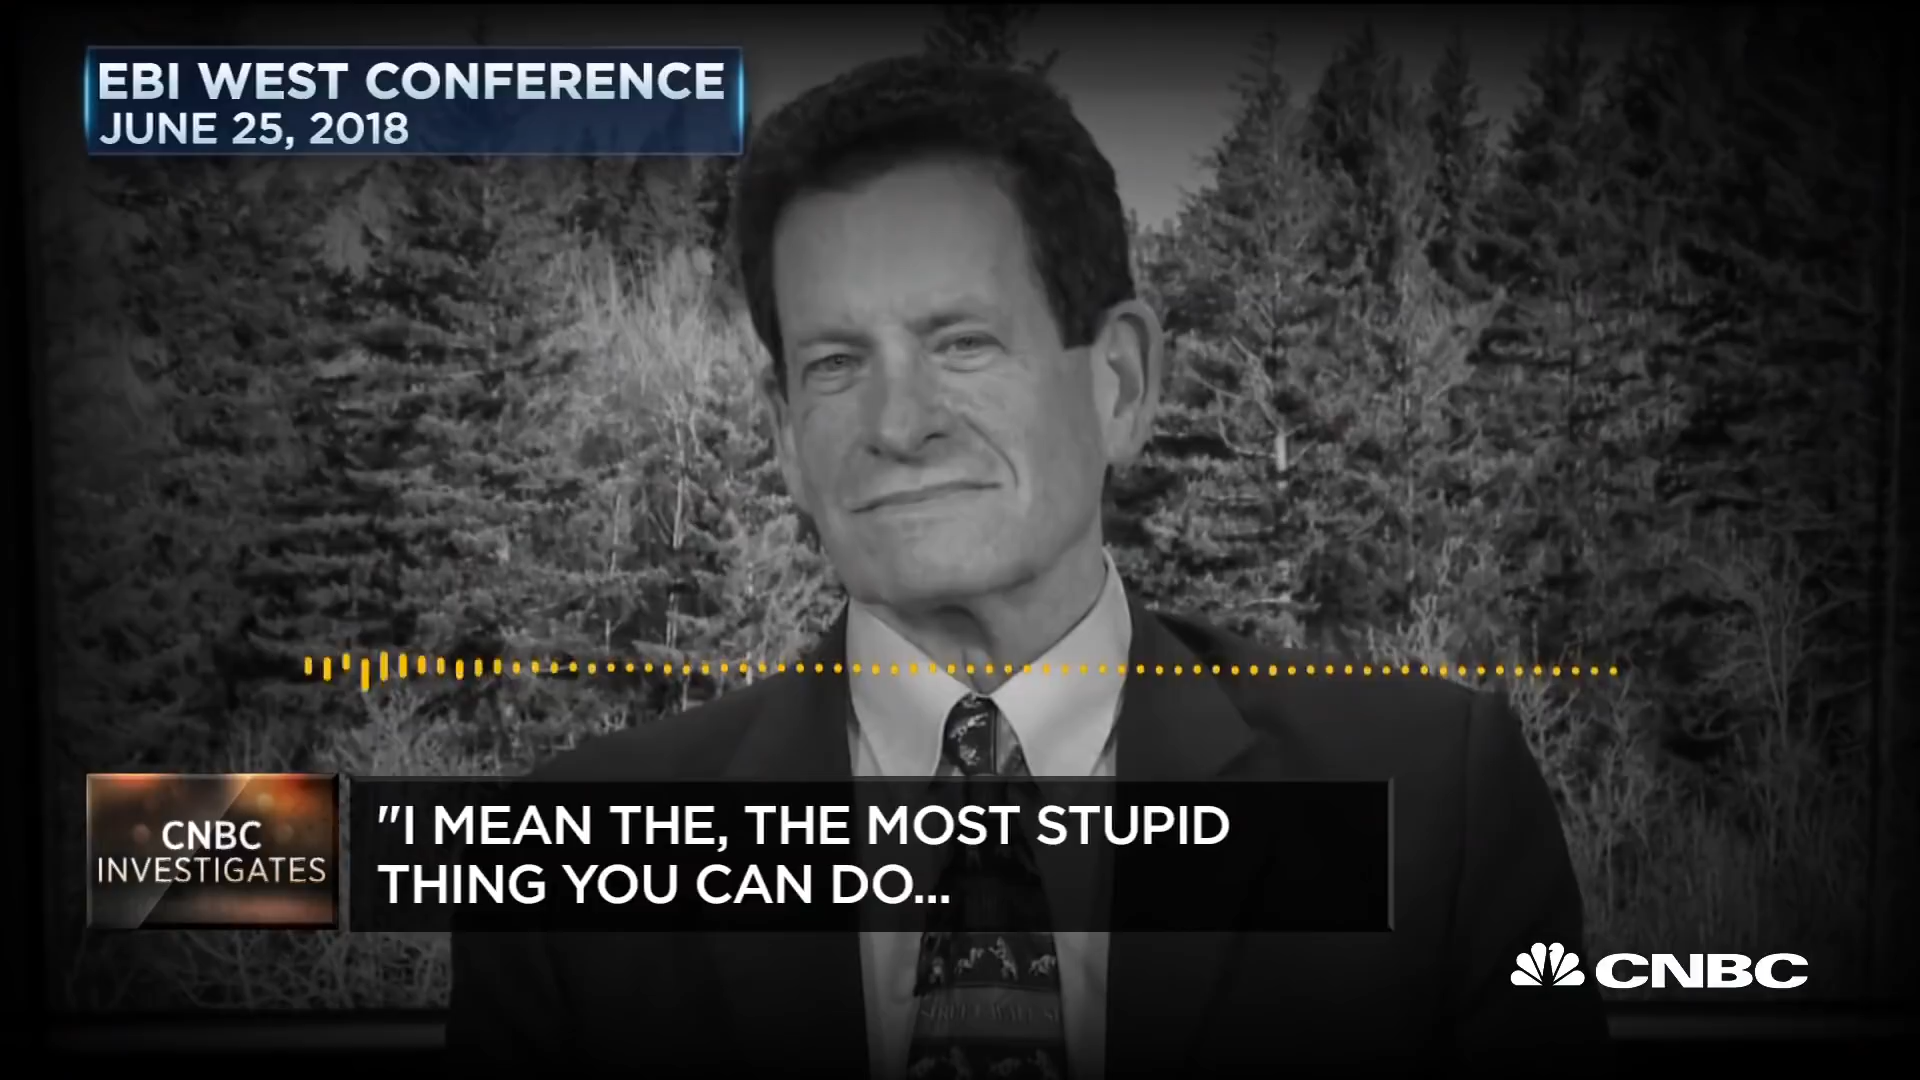 EBI WEST CONFERENCE
JUNE 25, 2018
CNBC
INVESTIGATES
"I MEAN THE, THE MOST STUPID
THING YOU CAN DO...
CNBC